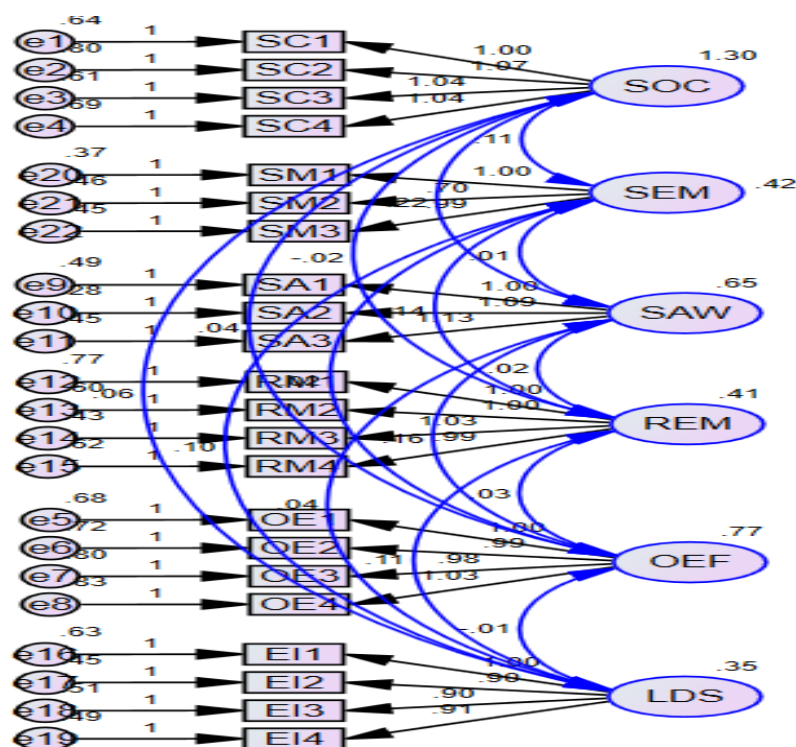 .64
e1 1 SC1 1.00 1.30
.80
e2 1 SC2 1.07 SOC
.61
e3 1 SC3 1.04
.69
e4 1 SC4 1.04
.11
.37
e20 1 SM1 1.00 .42
.46
e21 1 SM2 .70 SEM
.45
e22 1 SM3 .99
-.02 .01
.49
e9 1 SA1 1.00 .65
.28
e10 1 SA2 .14 1.09 SAW
.45
e11 1 SA3 1.13
.04
.02
.77
e12 1 RM1 1.00 .41
.60
e13 1 RM2 1.00 REM
.06
.43
e14 1 RM3 1.03
.62
e15 1 RM4 .16 .99
.10
.03
.68 .04
e5 1 OE1 1.00 .77
.72
e6 1 OE2 .99 OEF
.80
e7 1 OE3 .11 .98
.83
e8 1 OE4 1.03
-.01
.63
e16 1 EI1 1.00 .35
.45
e17 1 EI2 .90 LDS
.51
e18 1 EI3 .90
.49
e19 1 EI4 .91